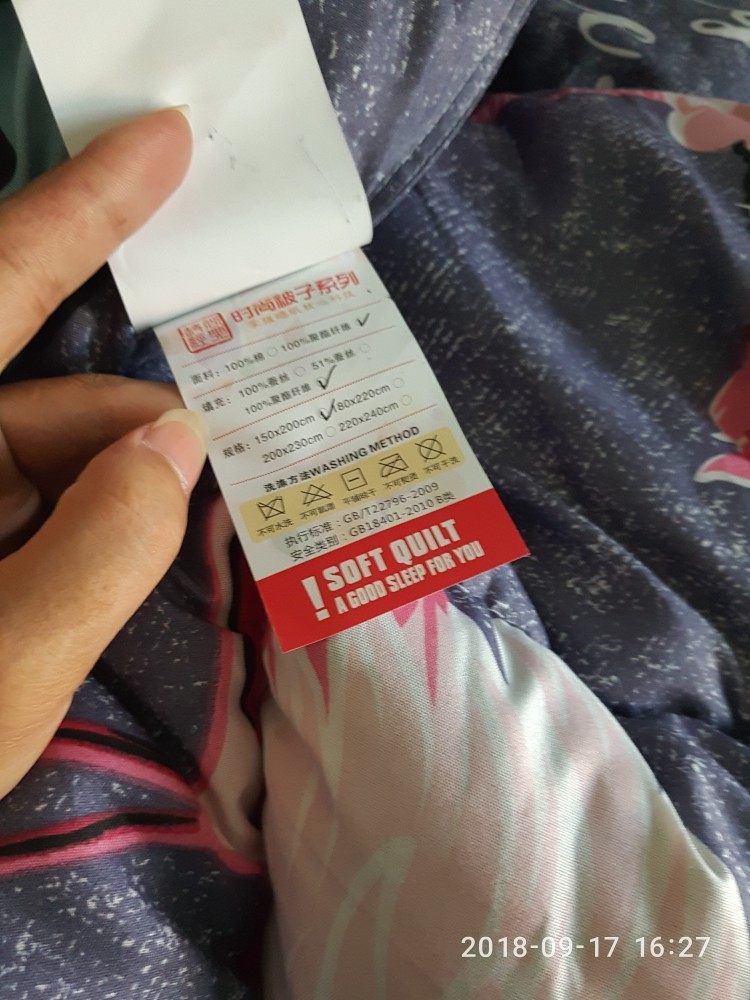 时尚被子系列
面料：100%棉 100%聚酯纤维
填充：100%蚕丝 51%蚕丝
100%聚酯纤维
规格：150x200cm 180x220cm
200x230cm 220x240cm
洗涤方法WASHING METHOD
不可水洗 不可氯漂 平铺晾干 不可熨烫 不可干洗
执行标准：GB/T22796-2009
安全类别：GB18401-2010 B类
! SOFT QUILT
A GOOD SLEEP FOR YOU
2018-09-17 16:27